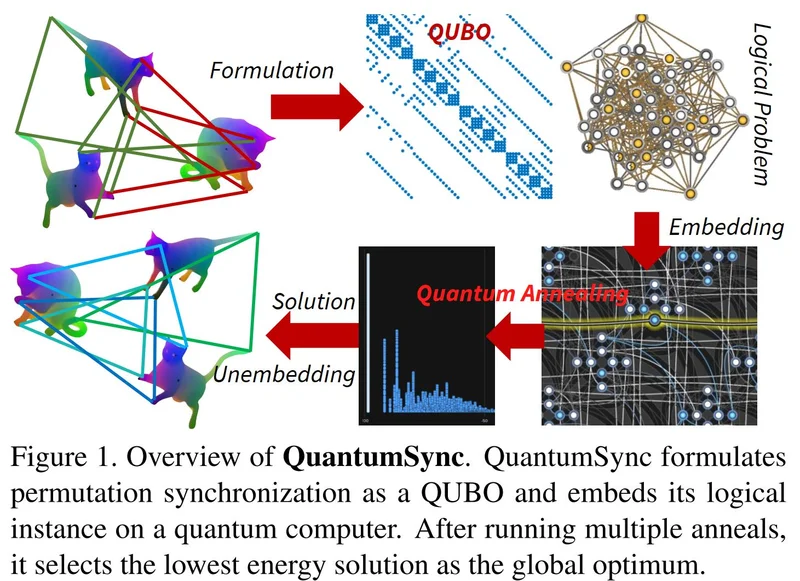 Formulation
QUBO
Logical Problem
Embedding
Quantum Annealing
Solution
Unembedding
Figure 1. Overview of QuantumSync. QuantumSync formulates
permutation synchronization as a QUBO and embeds its logical
instance on a quantum computer. After running multiple anneals,
it selects the lowest energy solution as the global optimum.